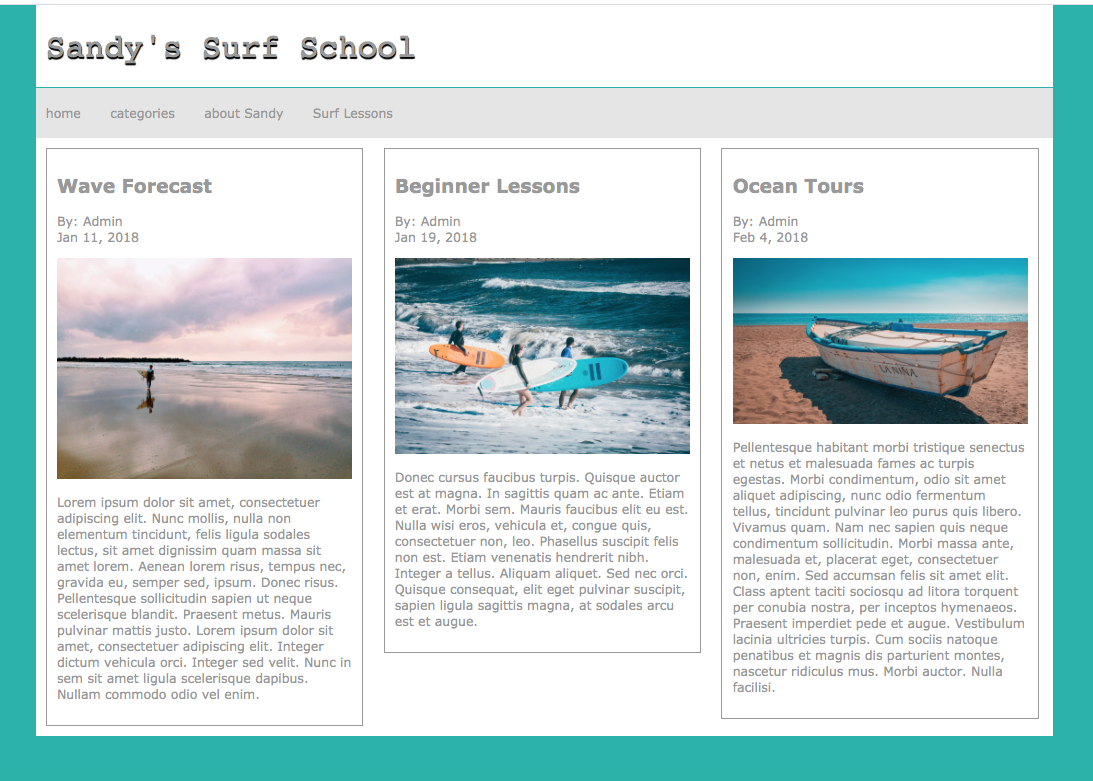 Sandy's Surf School
home categories about Sandy Surf Lessons
Wave Forecast
By: Admin
Jan 11, 2018
Lorem ipsum dolor sit amet, consectetuer
adipiscing elit. Nunc mollis, nulla non
elementum tincidunt, felis ligula sodales
lectus, sit amet dignissim quam massa sit
amet lorem. Aenean lorem risus, tempus nec,
gravida eu, semper sed, ipsum. Donec risus.
Pellentesque sollicitudin sapien ut neque
scelerisque blandit. Praesent metus. Mauris
pulvinar mattis justo. Lorem ipsum dolor sit
amet, consectetuer adipiscing elit. Integer
dictum vehicula orci. Integer sed velit. Nunc in
sem sit amet ligula scelerisque dapibus.
Nullam commodo odio vel enim.
Beginner Lessons
By: Admin
Jan 19, 2018
Donec cursus faucibus turpis. Quisque auctor
est at magna. In sagittis quam ac ante. Etiam
et erat. Morbi sem. Mauris faucibus elit eu est.
Nulla wisi eros, vehicula et, congue quis,
consectetuer non, leo. Phasellus suscipit felis
non est. Etiam venenatis hendrerit nibh.
Integer a tellus. Aliquam aliquet. Sed nec orci.
Quisque consequat, elit eget pulvinar suscipit,
sapien ligula sagittis magna, at sodales arcu
est et augue.
Ocean Tours
By: Admin
Feb 4, 2018
LA NIÑA
Pellentesque habitant morbi tristique senectus
et netus et malesuada fames ac turpis
egestas. Morbi condimentum, odio sit amet
aliquet adipiscing, nunc odio fermentum
tellus, tincidunt pulvinar leo purus quis libero.
Vivamus quam. Nam nec sapien quis neque
condimentum sollicitudin. Morbi massa ante,
malesuada et, placerat eget, consectetuer
non, enim. Sed accumsan felis sit amet elit.
Class aptent taciti sociosqu ad litora torquent
per conubia nostra, per inceptos hymenaeos.
Praesent imperdiet pede et augue. Vestibulum
lacinia ultricies turpis. Cum sociis natoque
penatibus et magnis dis parturient montes,
nascetur ridiculus mus. Morbi auctor. Nulla
facilisi.